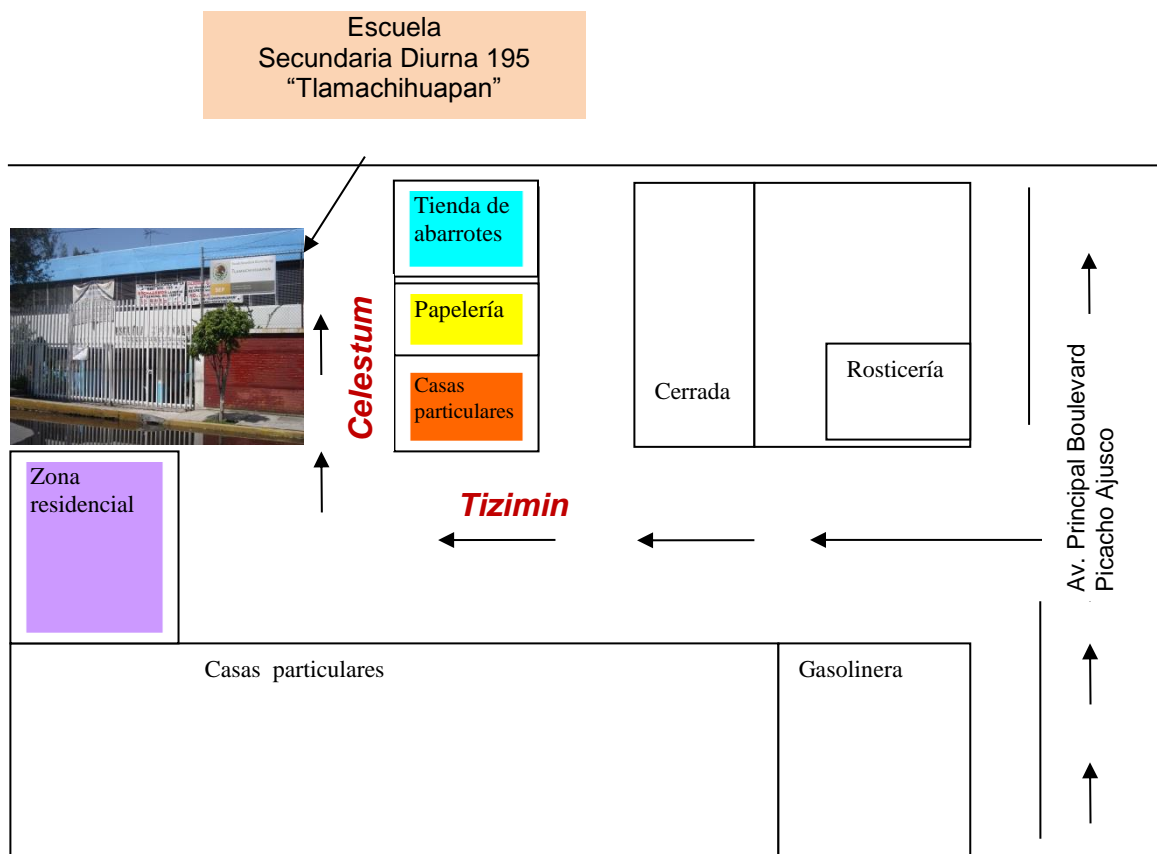 Escuela
Secundaria Diurna 195
“Tlamachihuapan”
Tienda de
abarrotes
Papelería
Casas
particulares
Celestum
Cerrada
Rosticería
Zona
residencial
Tizimin
Av. Principal Boulevard
Picacho Ajusco
Casas particulares
Gasolinera